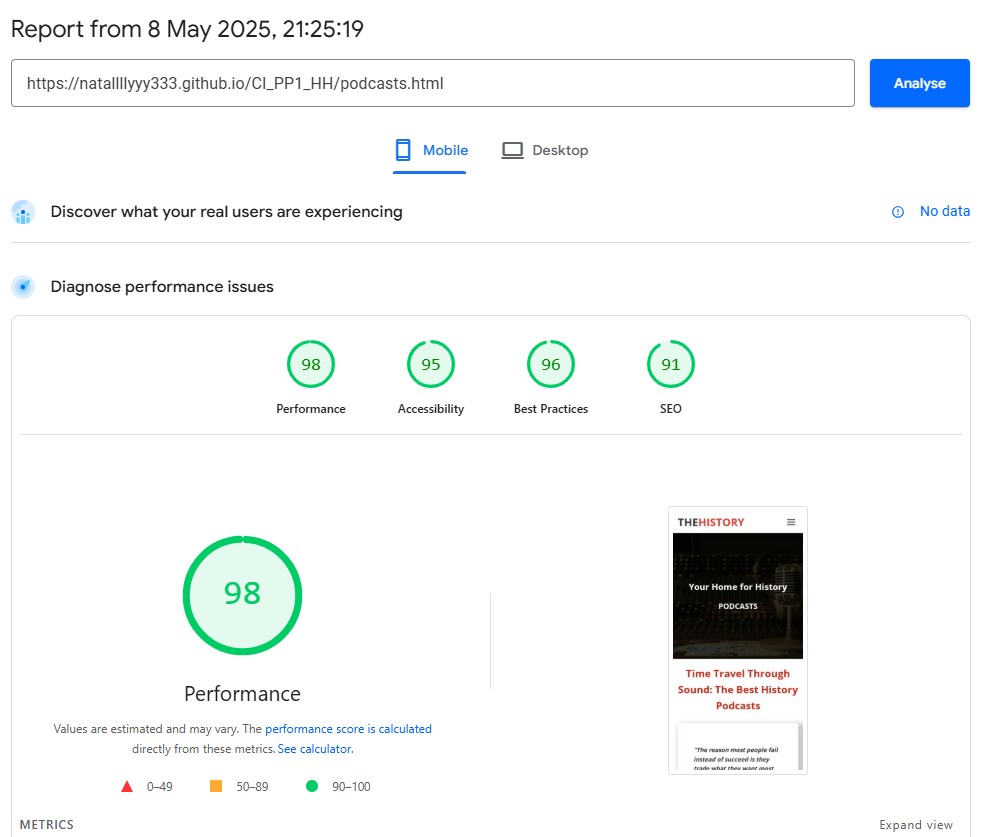 Report from 8 May 2025, 21:25:19
https://natallllyyy333.github.io/CI_PP1_HH/podcasts.html
Analyse
Mobile
Desktop
Discover what your real users are experiencing
No data
Diagnose performance issues
98
95
96
91
Performance
Accessibility
Best Practices
SEO
98
Performance
Values are estimated and may vary. The performance score is calculated
directly from these metrics. See calculator.
0–49
50–89
90–100
THEHISTORY
Your Home for History
PODCASTS
Time Travel Through
Sound: The Best History
Podcasts
"The reason most people fail
instead of succeed is they
trade what they want most
METRICS
Expand view